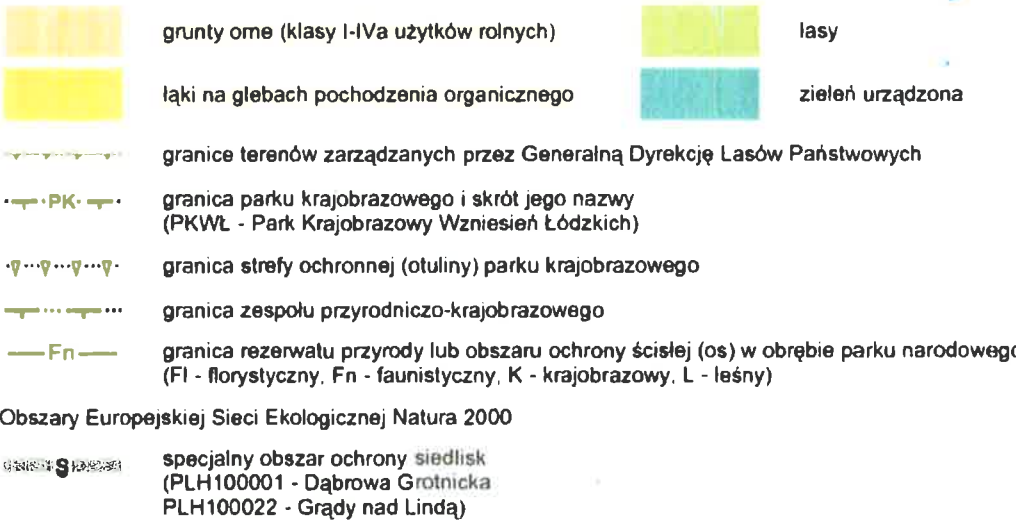 grunty orne (klasy I-IVa użytków rolnych)
lasy
łąki na glebach pochodzenia organicznego
zieleń urządzona
granice terenów zarządzanych przez Generalną Dyrekcję Lasów Państwowych
PK
granica parku krajobrazowego i skrót jego nazwy
(PKWŁ - Park Krajobrazowy Wzniesień Łódzkich)
granica strefy ochronnej (otuliny) parku krajobrazowego
granica zespołu przyrodniczo-krajobrazowego
Fn
granica rezerwatu przyrody lub obszaru ochrony ścisłej (os) w obrębie parku narodowego
(Fl - florystyczny, Fn - faunistyczny, K - krajobrazowy, L - leśny)
Obszary Europejskiej Sieci Ekologicznej Natura 2000
S
specjalny obszar ochrony siedlisk
(PLH100001 - Dąbrowa Grotnicka
PLH100022 - Grądy nad Lindą)